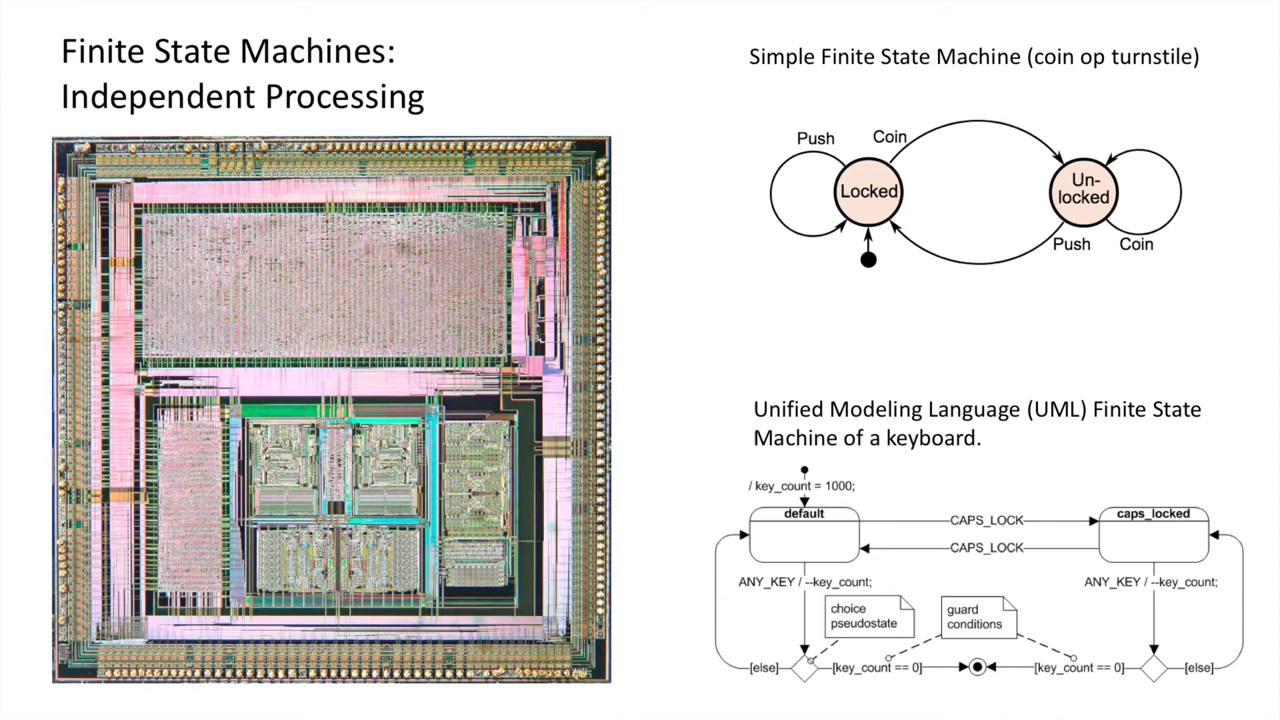 Finite State Machines:
Independent Processing
Simple Finite State Machine (coin op turnstile)
Push
Coin
Locked
Un-
locked
Push
Coin
Unified Modeling Language (UML) Finite State
Machine of a keyboard.
/ key_count = 1000;
default
caps_locked
CAPS_LOCK
CAPS_LOCK
ANY_KEY / --key_count;
ANY_KEY / --key_count;
choice
pseudostate
guard
conditions
[else]
[key_count == 0]
[key_count == 0]
[else]